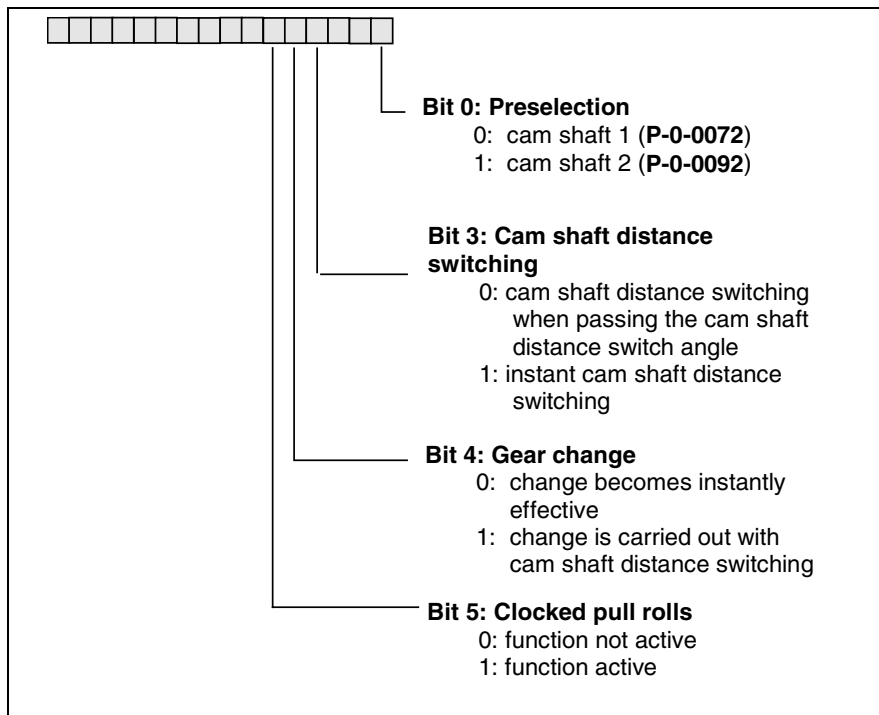 Bit 0: Preselection
0: cam shaft 1 (P-0-0072)
1: cam shaft 2 (P-0-0092)
Bit 3: Cam shaft distance
switching
0: cam shaft distance switching
when passing the cam shaft
distance switch angle
1: instant cam shaft distance
switching
Bit 4: Gear change
0: change becomes instantly
effective
1: change is carried out with
cam shaft distance switching
Bit 5: Clocked pull rolls
0: function not active
1: function active